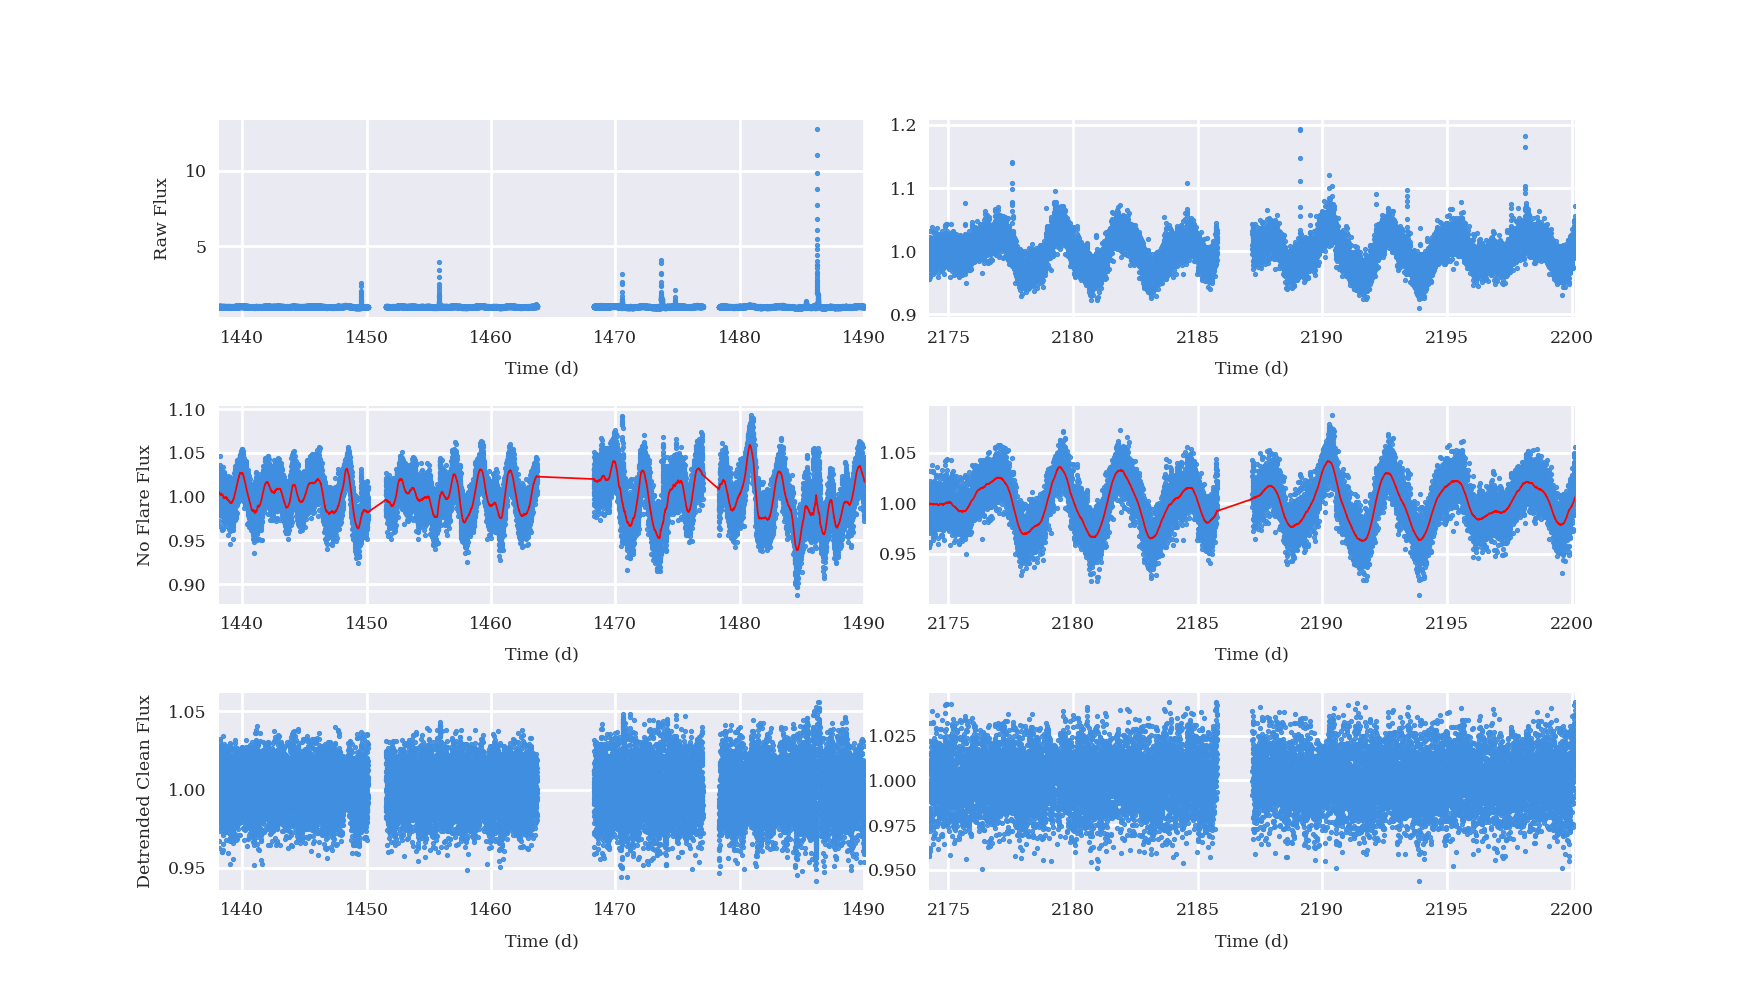 Raw Flux
10
5
1440 1450 1460 1470 1480 1490
Time (d)
1.2
1.1
1.0
0.9
2175 2180 2185 2190 2195 2200
Time (d)
No Flare Flux
1.10
1.05
1.00
0.95
0.90
1440 1450 1460 1470 1480 1490
Time (d)
1.05
1.00
0.95
2175 2180 2185 2190 2195 2200
Time (d)
Detrended Clean Flux
1.05
1.00
0.95
1440 1450 1460 1470 1480 1490
Time (d)
1.025
1.000
0.975
0.950
2175 2180 2185 2190 2195 2200
Time (d)